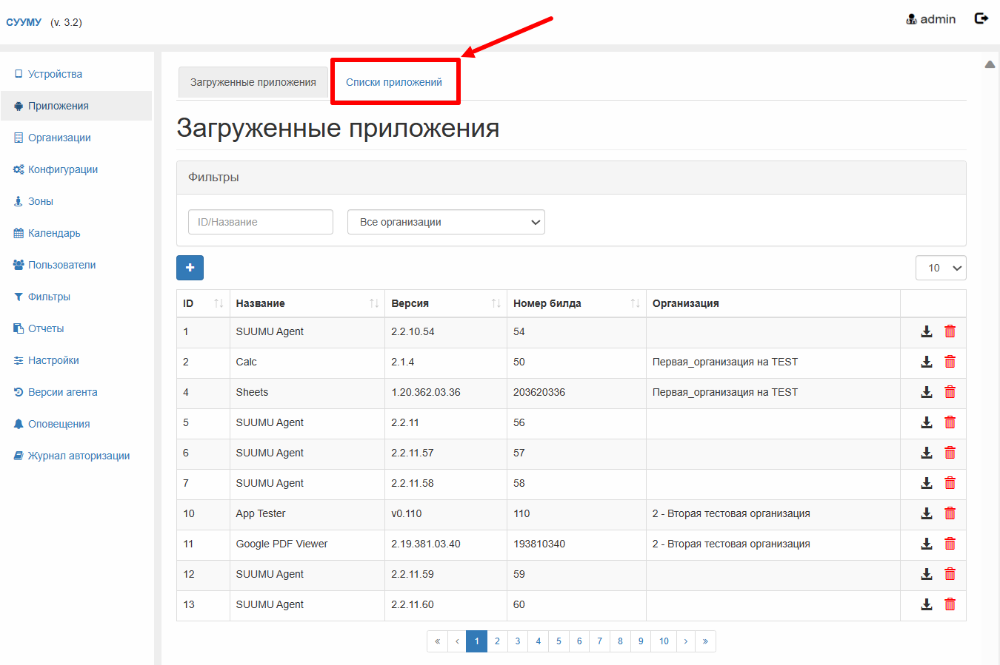 СУУМУ (v. 3.2)
admin
Устройства
Приложения
Организации
Конфигурации
Зоны
Календарь
Пользователи
Фильтры
Отчеты
Настройки
Версии агента
Оповещения
Журнал авторизации
Загруженные приложения Списки приложений
Загруженные приложения
Фильтры
ID/Название Все организации
+ 10
ID Название Версия Номер билда Организация
1 SUUMU Agent 2.2.10.54 54
2 Calc 2.1.4 50 Первая_организация на TEST
4 Sheets 1.20.362.03.36 203620336 Первая_организация на TEST
5 SUUMU Agent 2.2.11 56
6 SUUMU Agent 2.2.11.57 57
7 SUUMU Agent 2.2.11.58 58
10 App Tester v0.110 110 2 - Вторая тестовая организация
11 Google PDF Viewer 2.19.381.03.40 193810340 2 - Вторая тестовая организация
12 SUUMU Agent 2.2.11.59 59
13 SUUMU Agent 2.2.11.60 60
« ‹ 1 2 3 4 5 6 7 8 9 10 › »